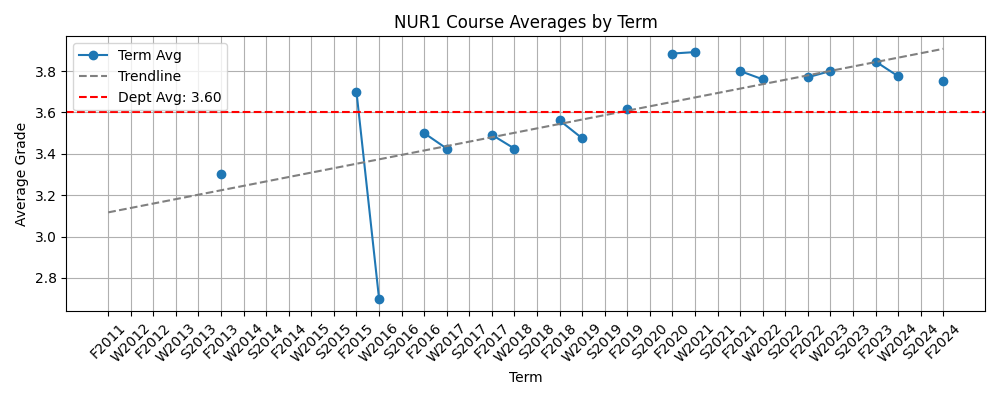 NUR1 Course Averages by Term
Term Avg
Trendline
Dept Avg: 3.60
Average Grade
3.8
3.6
3.4
3.2
3.0
2.8
F2011
W2012
F2012
W2013
S2013
F2013
W2014
S2014
F2014
W2015
S2015
F2015
W2016
S2016
F2016
W2017
S2017
F2017
W2018
S2018
F2018
W2019
S2019
F2019
S2020
F2020
W2021
S2021
F2021
W2022
S2022
F2022
W2023
S2023
F2023
W2024
S2024
F2024
Term